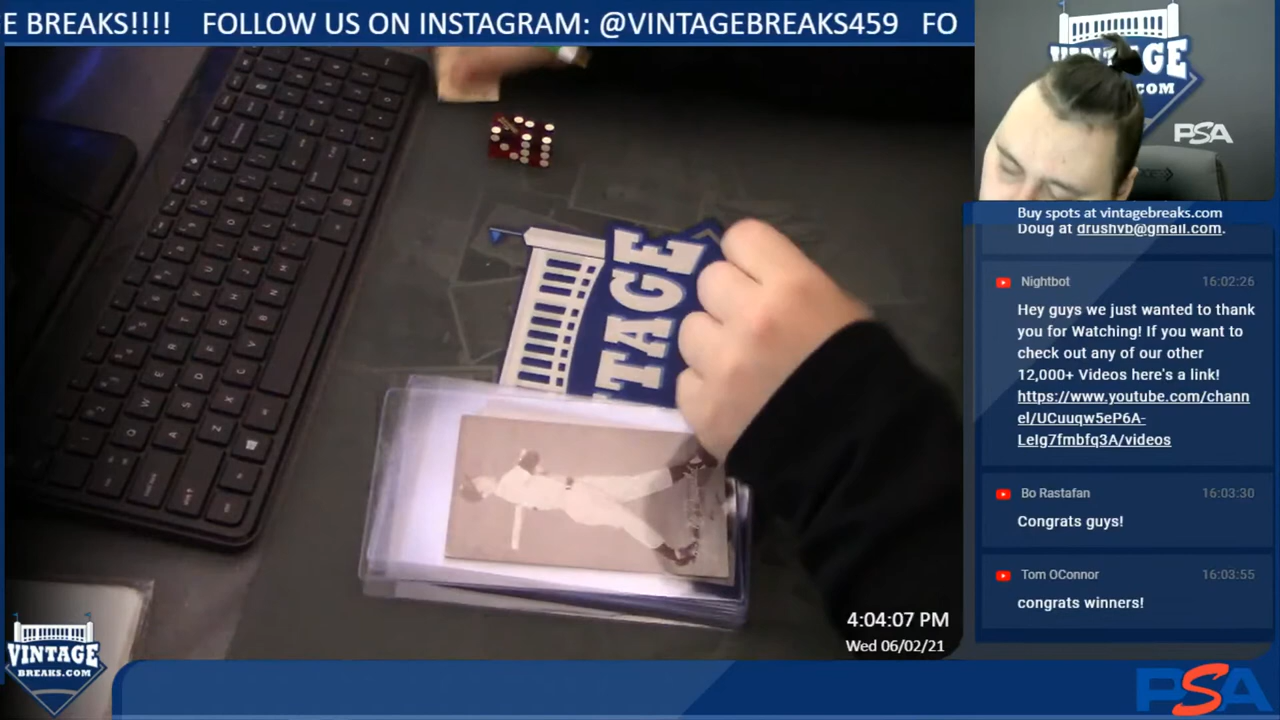 E BREAKS!!!! FOLLOW US ON INSTAGRAM: @VINTAGEBREAKS459 FO
VINTAGE
.COM
PSA
Buy spots at vintagebreaks.com
Doug at drushvb@gmail.com.
Nightbot 16:02:26
Hey guys we just wanted to thank
you for Watching! If you want to
check out any of our other
12,000+ Videos here's a link!
https://www.youtube.com/chann
el/UCuuqw5eP6A-
LeIg7fmbfq3A/videos
Bo Rastafan 16:03:30
Congrats guys!
Tom OConnor 16:03:55
congrats winners!
TAGE
4:04:07 PM
Wed 06/02/21
VINTAGE
BREAKS.COM
PSA